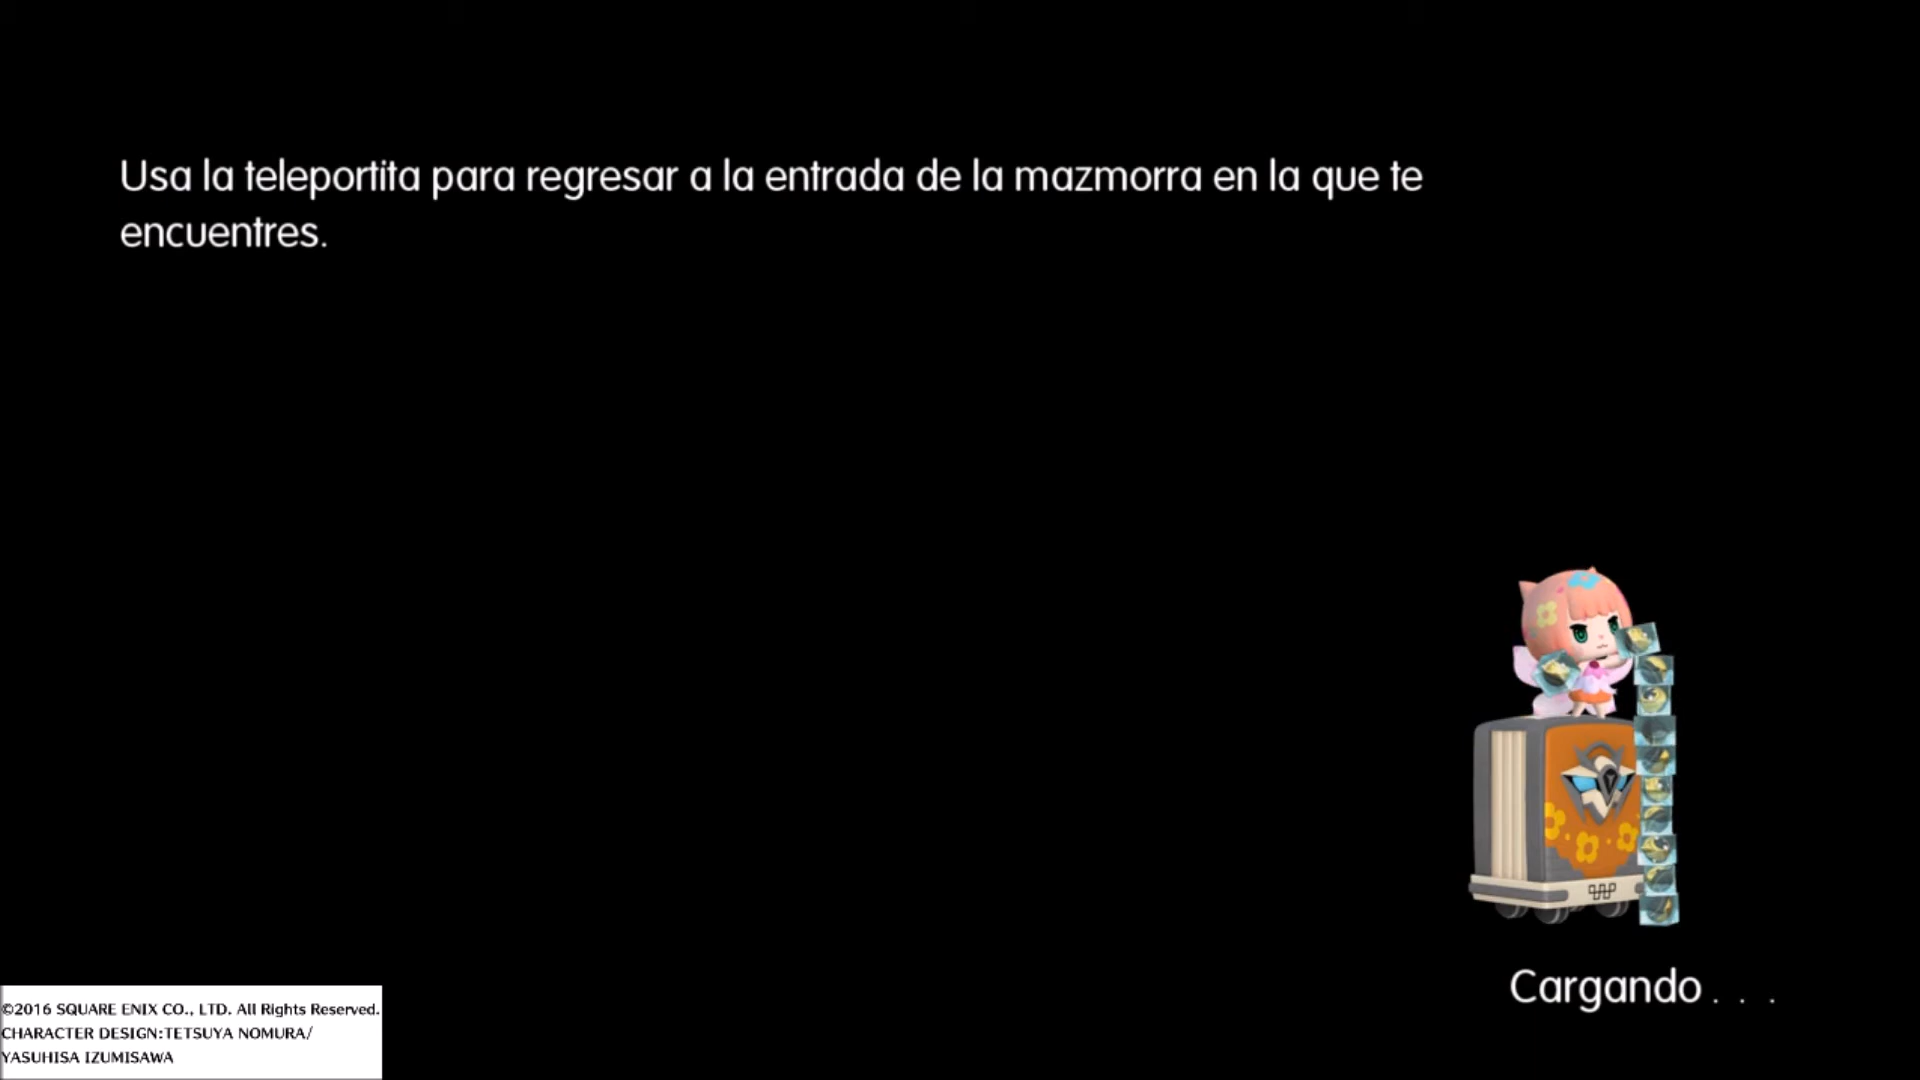 Usa la teleportita para regresar a la entrada de la mazmorra en la que te
encuentres.
Cargando . . .
©2016 SQUARE ENIX CO., LTD. All Rights Reserved.
CHARACTER DESIGN:TETSUYA NOMURA/
YASUHISA IZUMISAWA